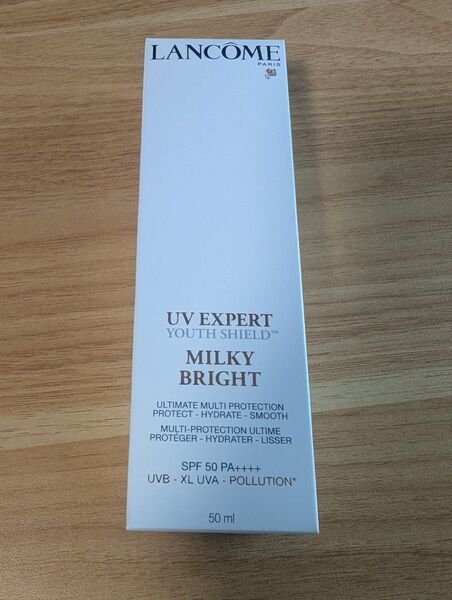 LANCÔME
PARIS
UV EXPERT
YOUTH SHIELD™
MILKY
BRIGHT
ULTIMATE MULTI PROTECTION
PROTECT - HYDRATE - SMOOTH
MULTI-PROTECTION ULTIME
PROTÉGER - HYDRATER - LISSER
SPF 50 PA++++
UVB - XL UVA - POLLUTION*
50 ml